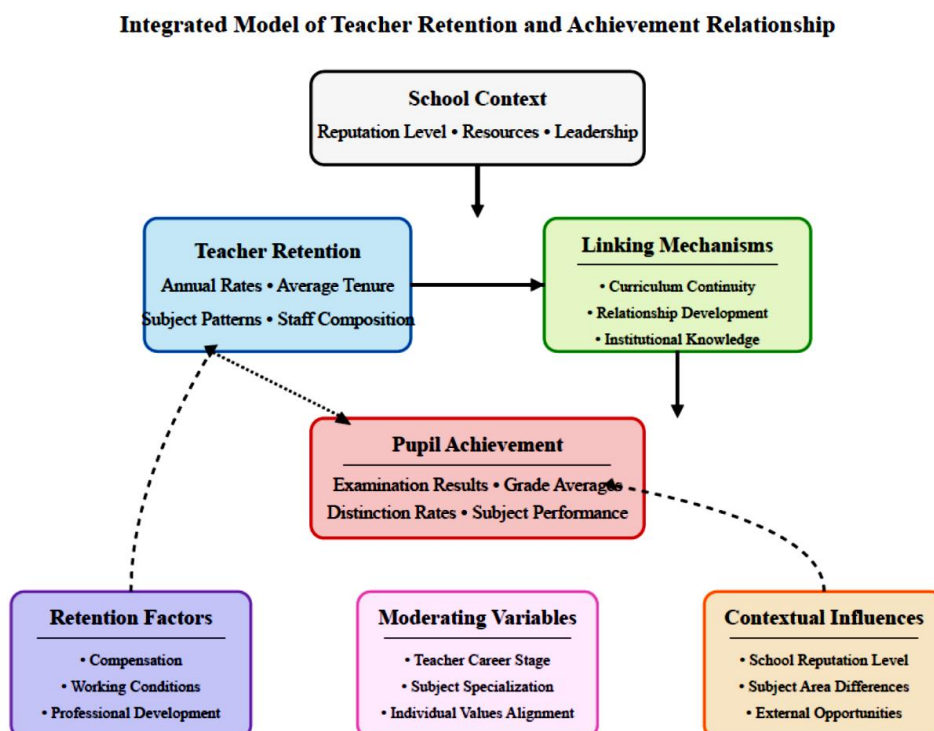 Integrated Model of Teacher Retention and Achievement Relationship
School Context
Reputation Level • Resources • Leadership
Teacher Retention
Annual Rates • Average Tenure
Subject Patterns • Staff Composition
Linking Mechanisms
• Curriculum Continuity
• Relationship Development
• Institutional Knowledge
Pupil Achievement
Examination Results • Grade Averages
Distinction Rates • Subject Performance
Retention Factors
• Compensation
• Working Conditions
• Professional Development
Moderating Variables
• Teacher Career Stage
• Subject Specialization
• Individual Values Alignment
Contextual Influences
• School Reputation Level
• Subject Area Differences
• External Opportunities